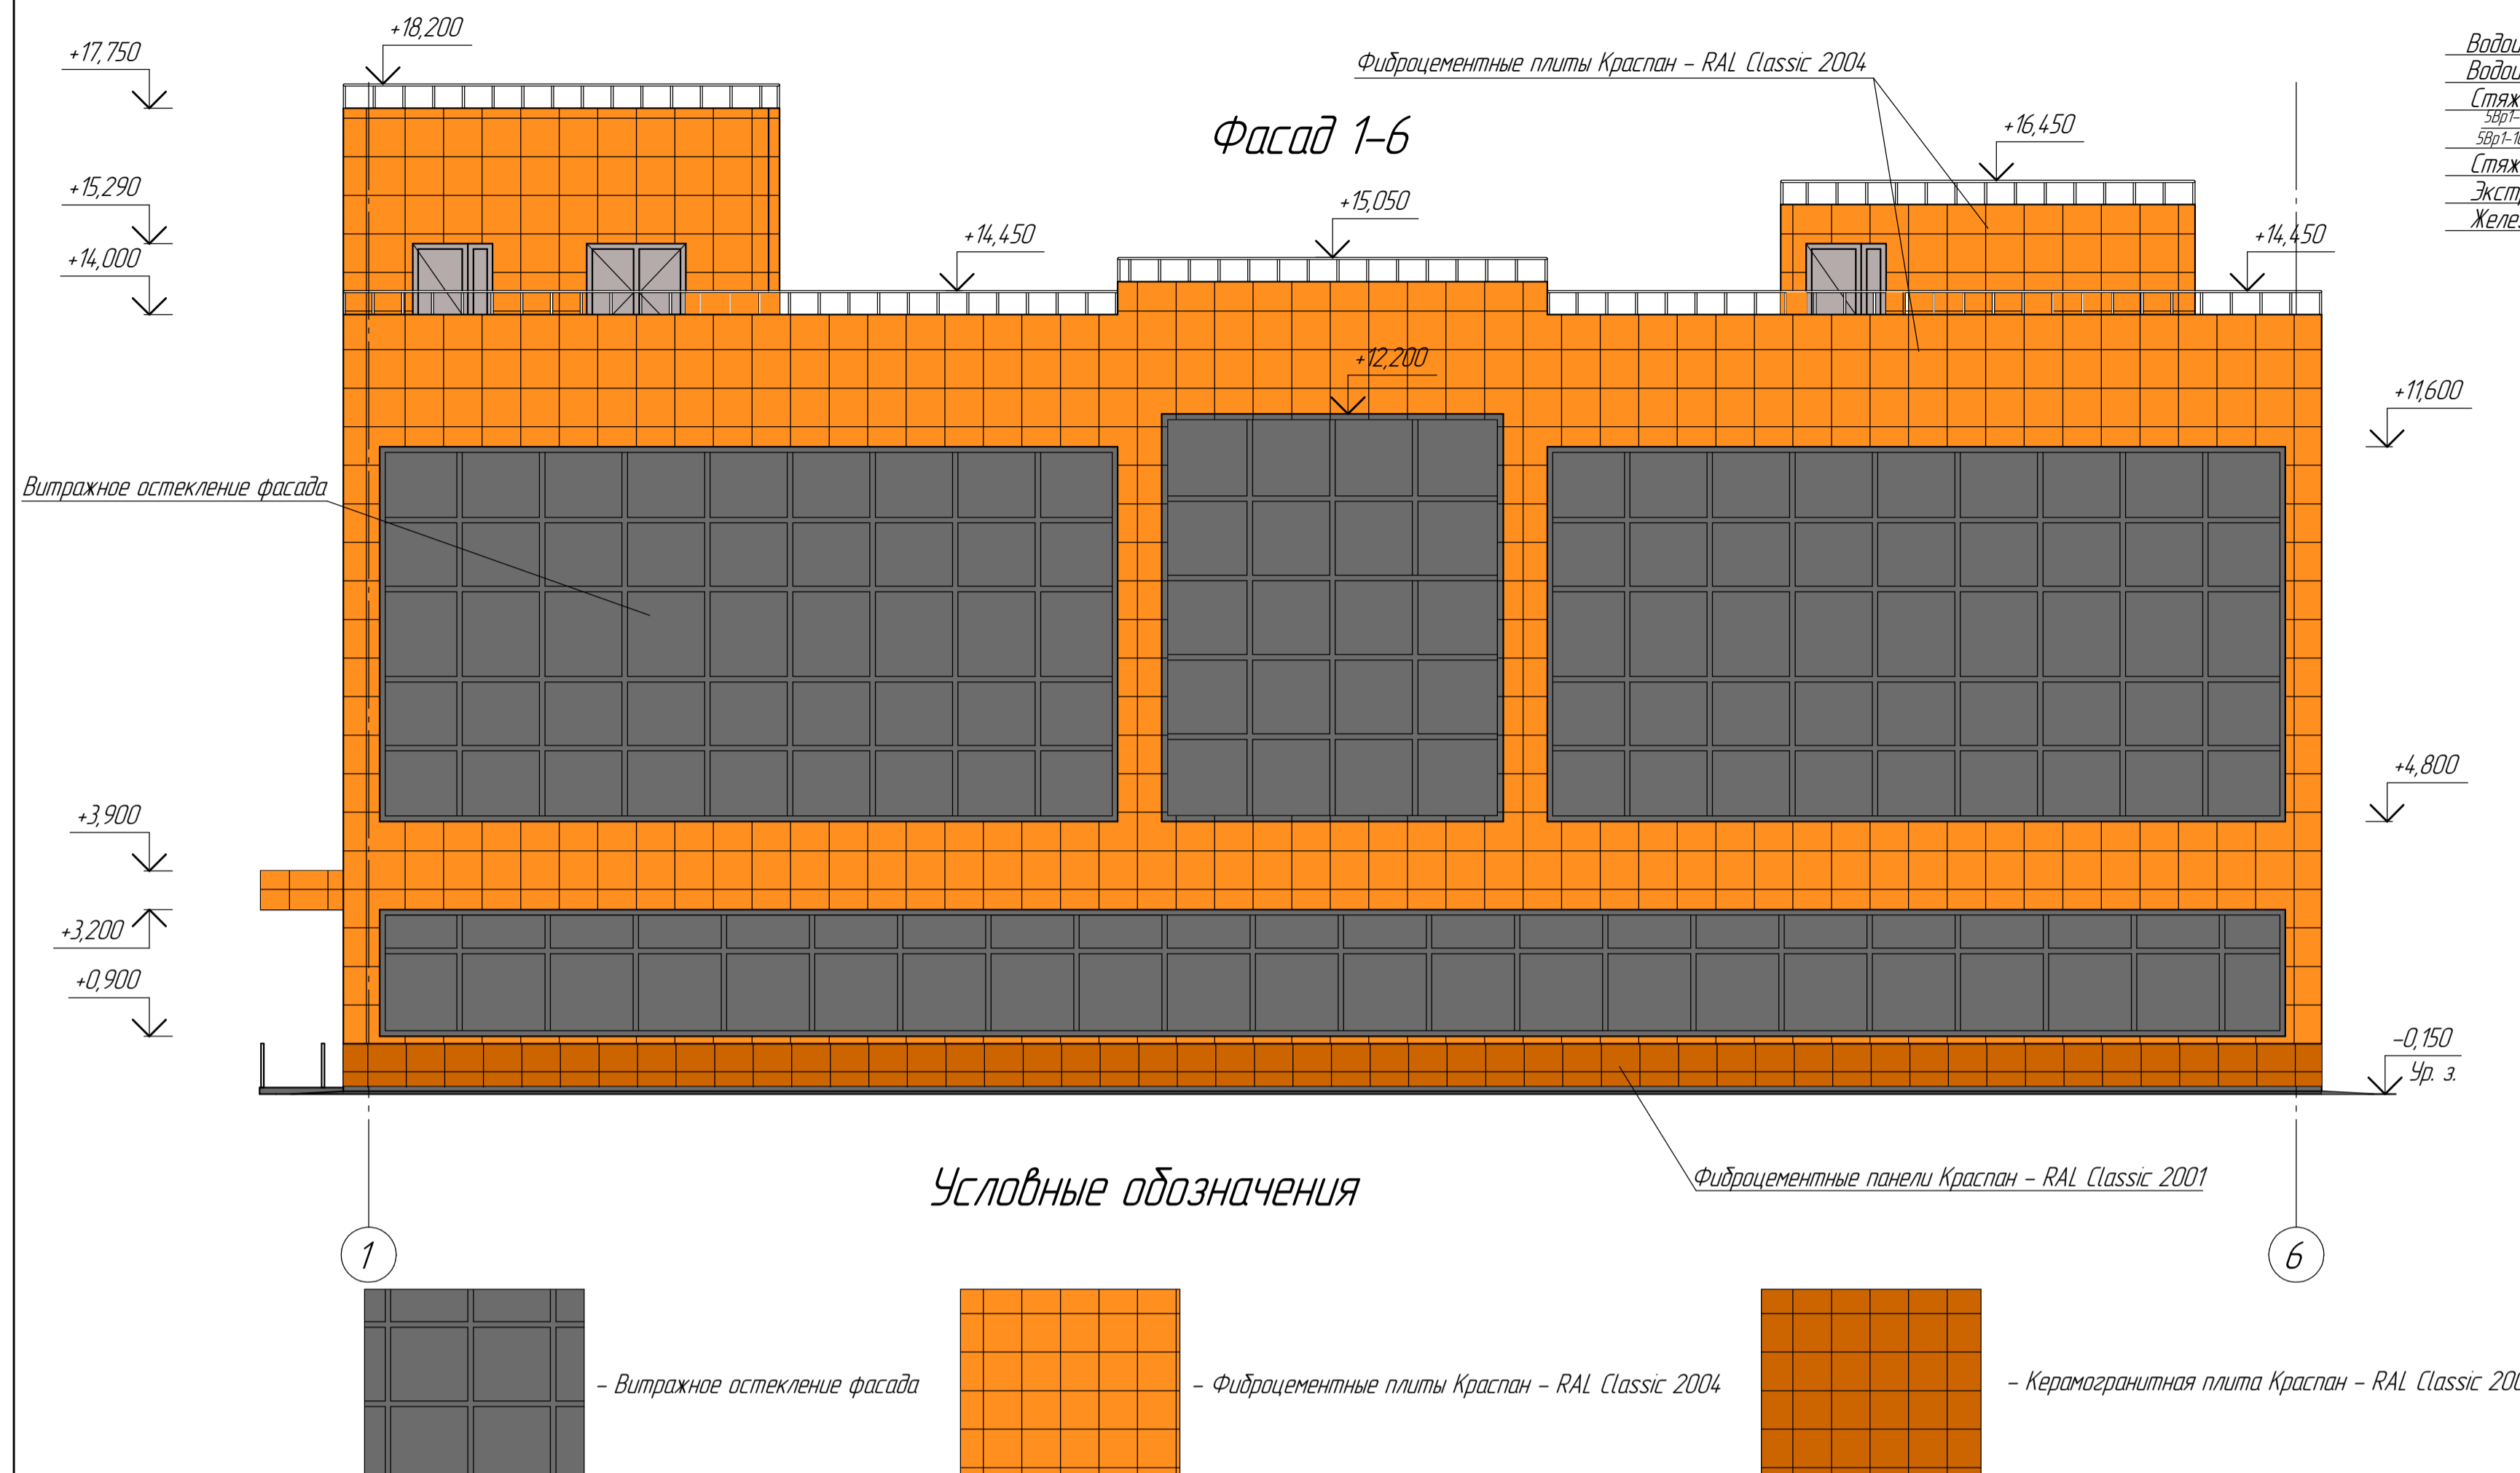 +18,200
+17,750
Фиброцементные плиты Краспан – RAL Classic 2004
Фасад 1–6
+16,450
+15,290
+15,050
+14,450
+14,450
+14,000
+12,200
+11,600
Витражное остекление фасада
+4,800
+3,900
+3,200
+0,900
-0,150
Ур. з.
Фиброцементные панели Краспан – RAL Classic 2001
Условные обозначения
1
6
– Витражное остекление фасада
– Фиброцементные плиты Краспан – RAL Classic 2004
– Керамогранитная плита Краспан – RAL Classic